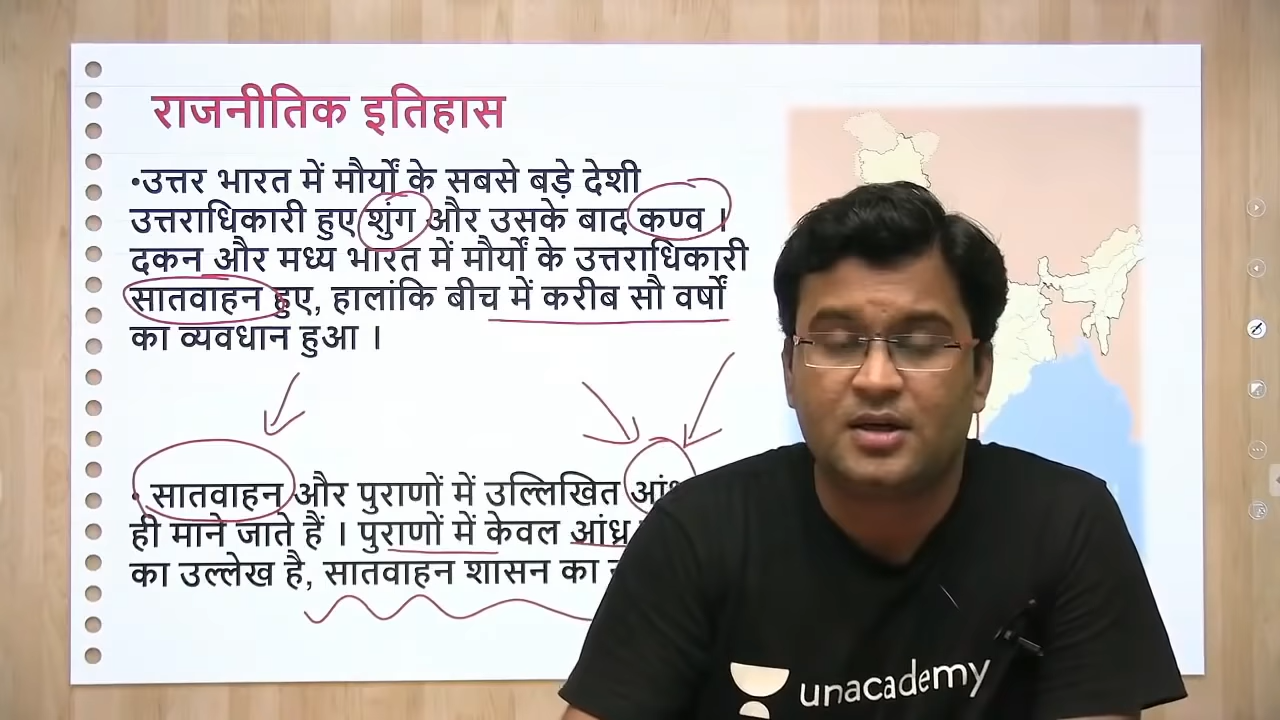 राजनीतिक इतिहास
•उत्तर भारत में मौर्यों के सबसे बड़े देशी
उत्तराधिकारी हुए शुंग और उसके बाद कण्व ।
दकन और मध्य भारत में मौर्यों के उत्तराधिकारी
सातवाहन हुए, हालांकि बीच में करीब सौ वर्षों
का व्यवधान हुआ ।
• सातवाहन और पुराणों में उल्लिखित
ही माने जाते हैं । पुराणों में केवल आंध्र
का उल्लेख है, सातवाहन शासन का
unacademy